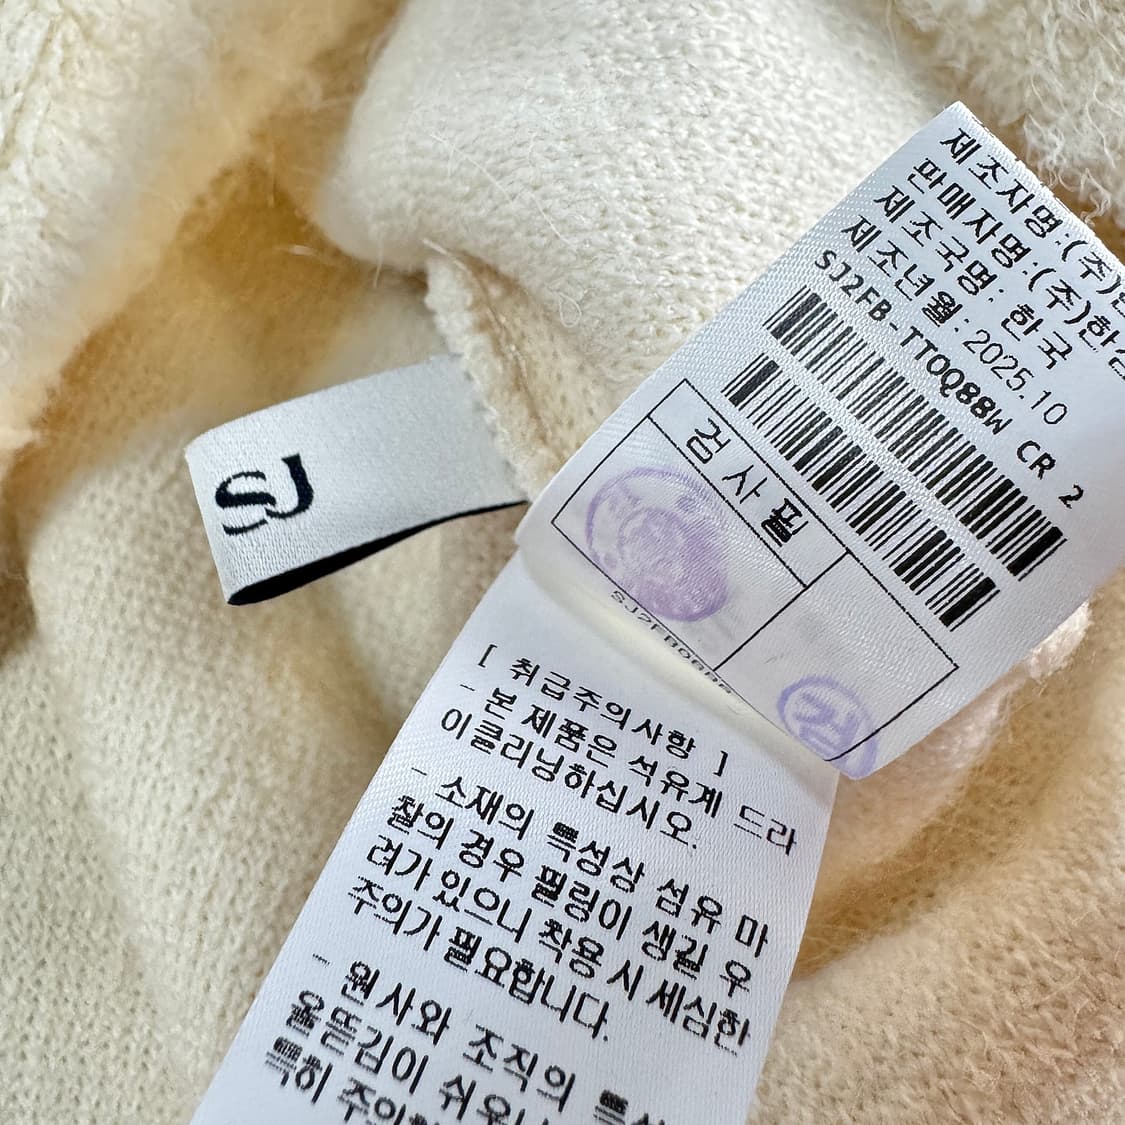 SJ
제조자명:(주)
판매자명:(주)한섬
제조국명: 한국
제조년월:2025.10
SJ2FB-TTOQ88W CR 2
검사필
검
[ 취급주의사항 ]
- 본 제품은 석유계 드라
이클리닝하십시오.
- 소재의 특성상 섬유 마
찰의 경우 필링이 생길 우
려가 있으니 착용 시 세심한
주의가 필요합니다.
- 원사와 조직의
올뜯김이
특히